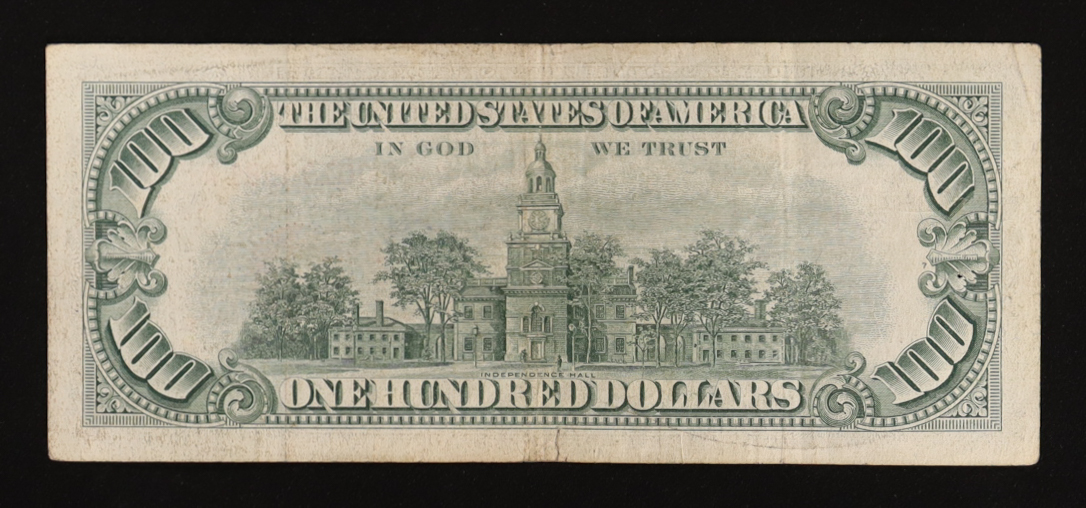 THE UNITED STATES OF AMERICA
IN GOD WE TRUST
100
100
INDEPENDENCE HALL
ONE HUNDRED DOLLARS
100
100